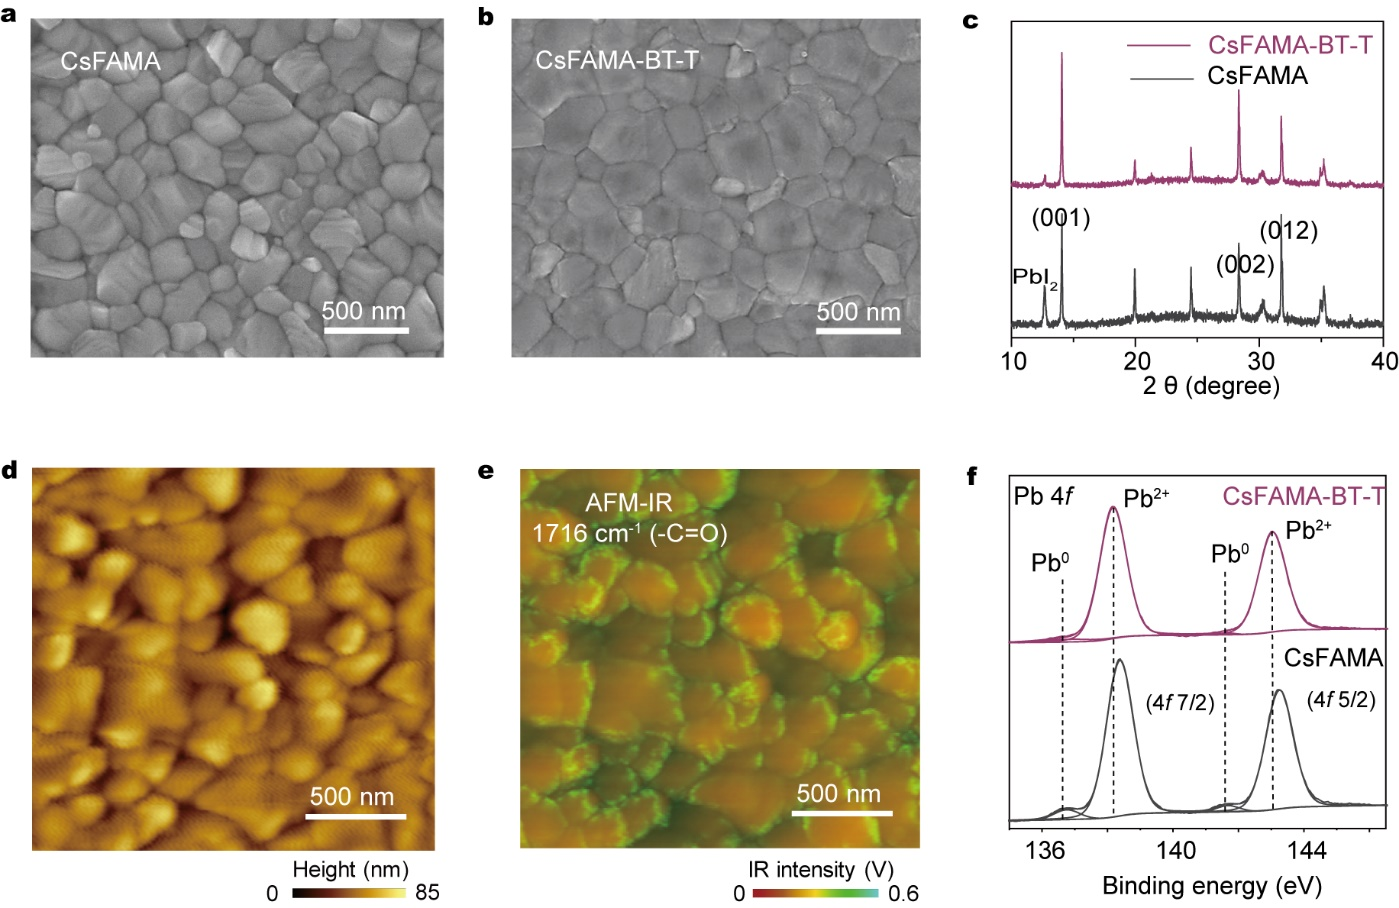 a
CsFAMA
500 nm
b
CsFAMA-BT-T
500 nm
c
CsFAMA-BT-T
CsFAMA
(001)
(012)
(002)
PbI₂
10 20 30 40
2 θ (degree)
d
500 nm
Height (nm)
0 85
e
AFM-IR
1716 cm⁻¹ (-C=O)
500 nm
IR intensity (V)
0 0.6
f
Pb 4f
Pb²⁺
CsFAMA-BT-T
Pb²⁺
Pb⁰
Pb⁰
CsFAMA
(4f 7/2)
(4f 5/2)
136 140 144
Binding energy (eV)